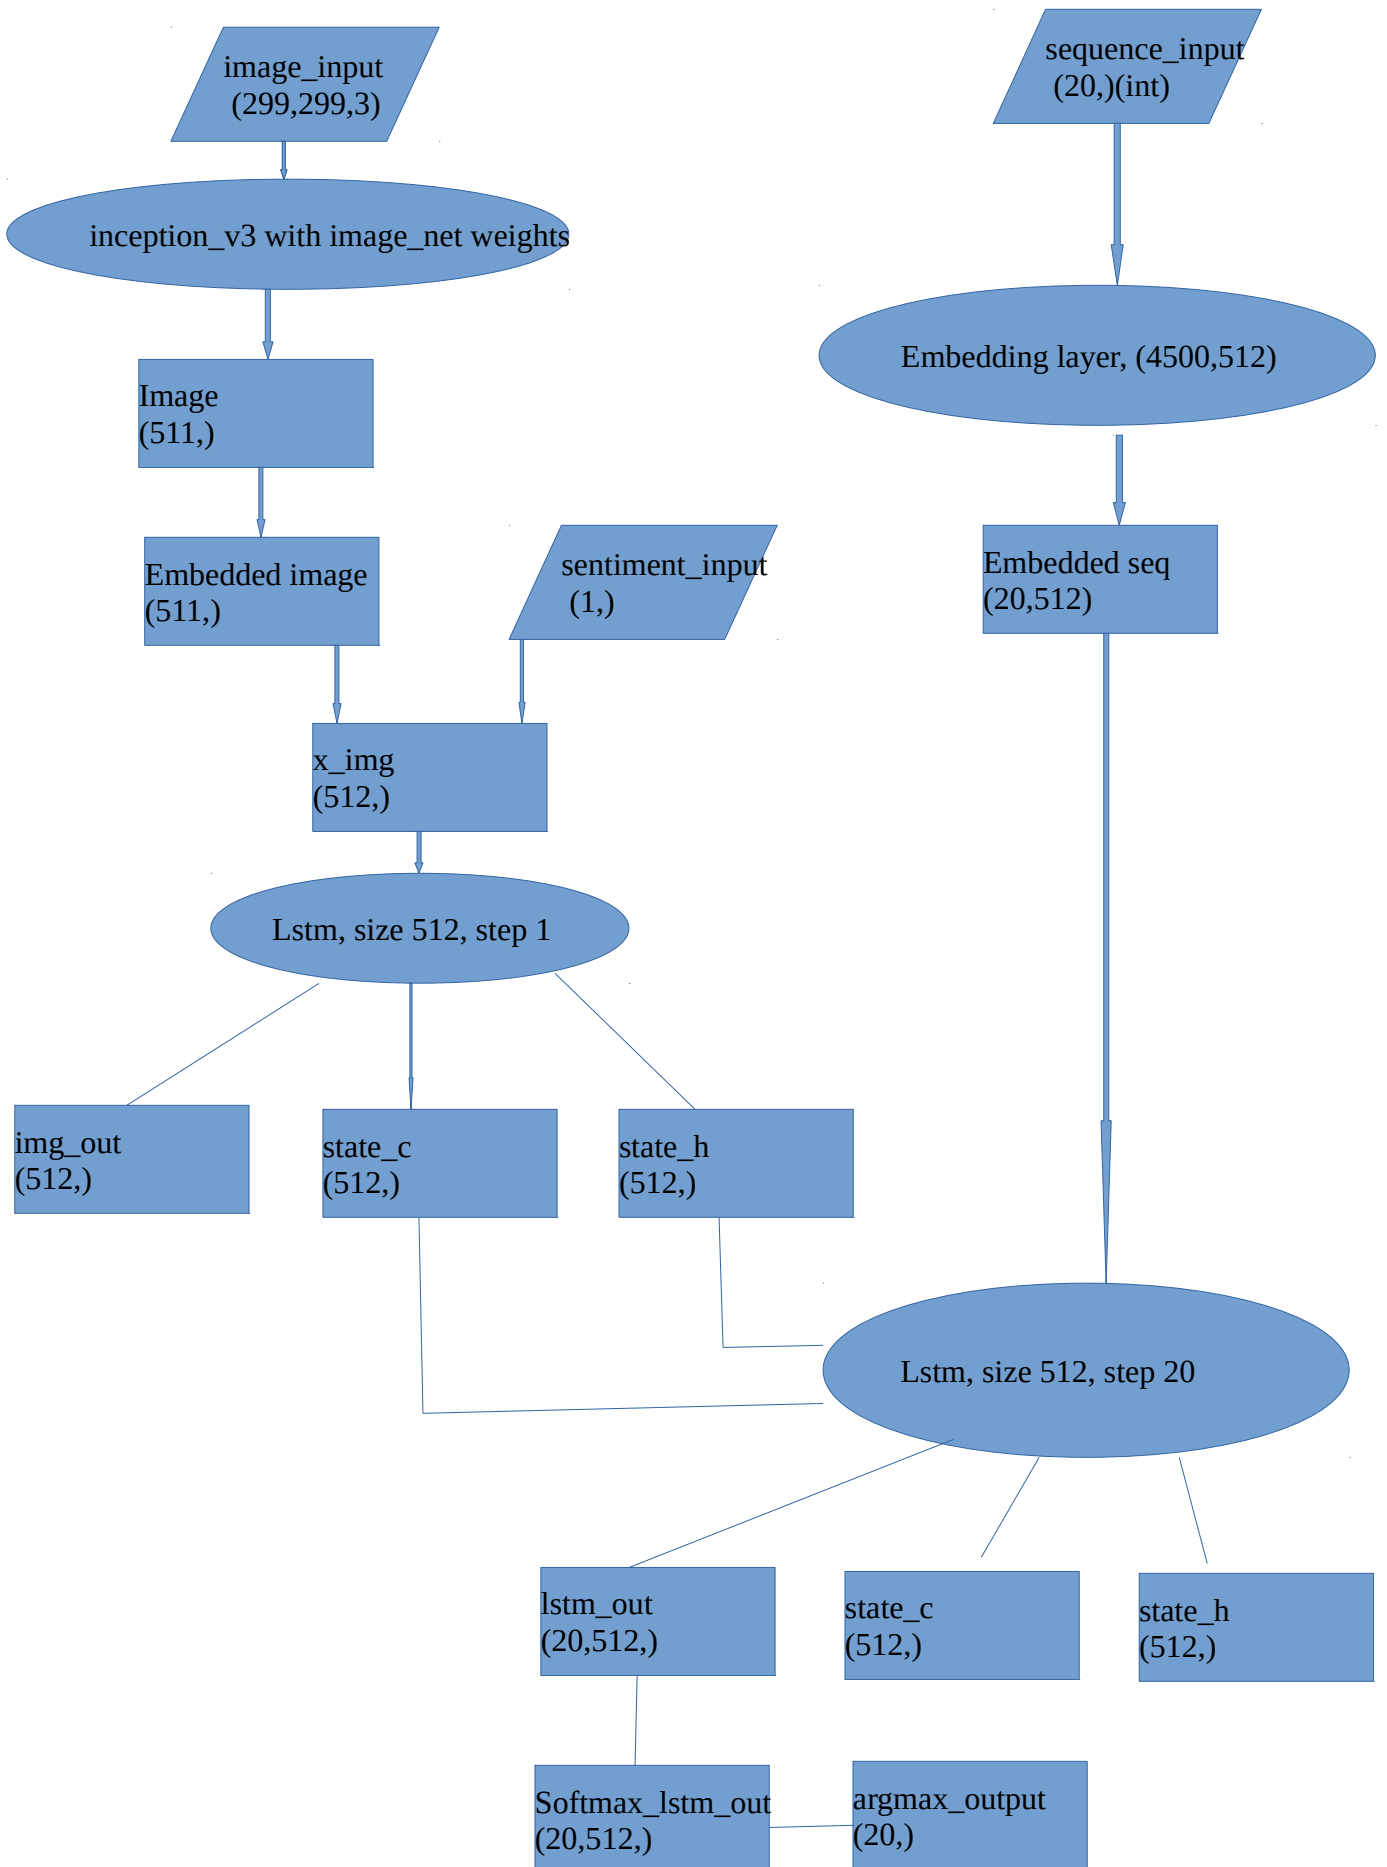 image_input
(299,299,3)
sequence_input
(20,)(int)
inception_v3 with image_net weights
Embedding layer, (4500,512)
Image
(511,)
Embedded image
(511,)
sentiment_input
(1,)
Embedded seq
(20,512)
x_img
(512,)
Lstm, size 512, step 1
img_out
(512,)
state_c
(512,)
state_h
(512,)
Lstm, size 512, step 20
lstm_out
(20,512,)
state_c
(512,)
state_h
(512,)
Softmax_lstm_out
(20,512,)
argmax_output
(20,)